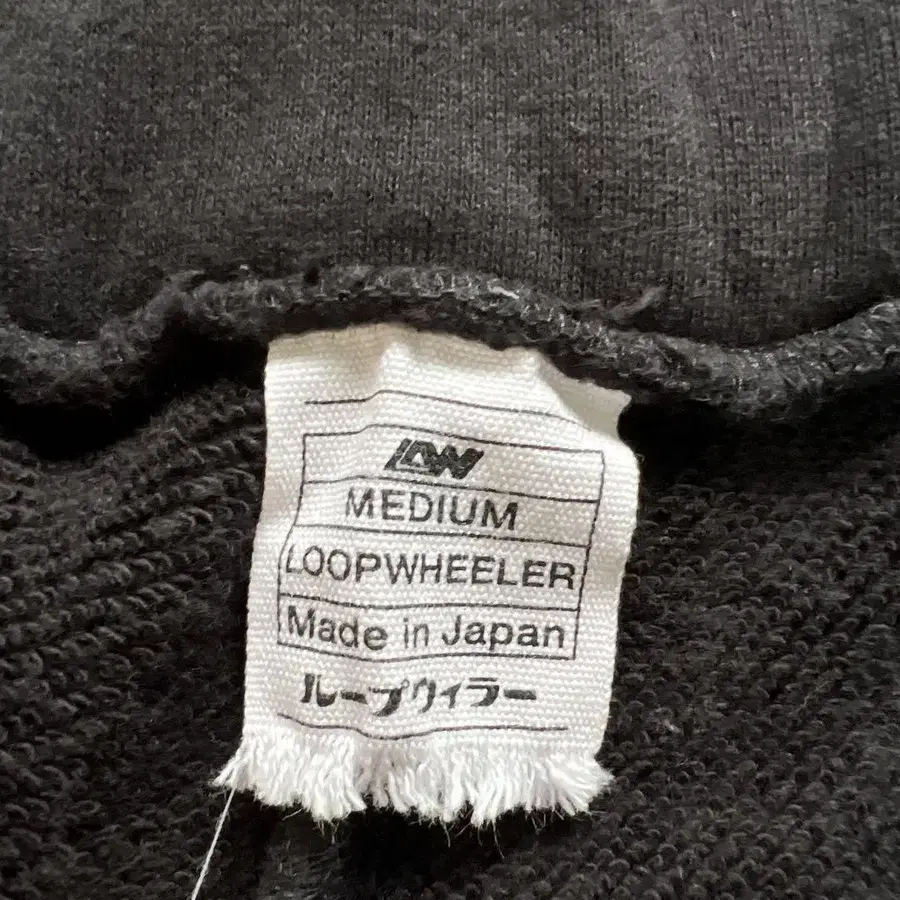 LW
MEDIUM
LOOPWHEELER
Made in Japan
ループウィラー